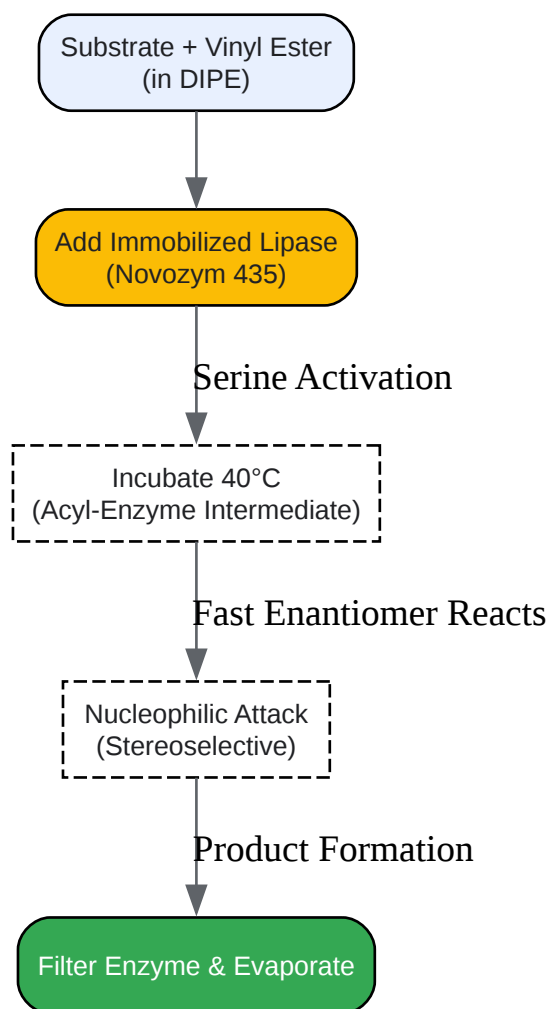 Substrate + Vinyl Ester
(in DIPE)
Add Immobilized Lipase
(Novozym 435)
Serine Activation
Incubate 40°C
(Acyl-Enzyme Intermediate)
Fast Enantiomer Reacts
Nucleophilic Attack
(Stereoselective)
Product Formation
Filter Enzyme & Evaporate